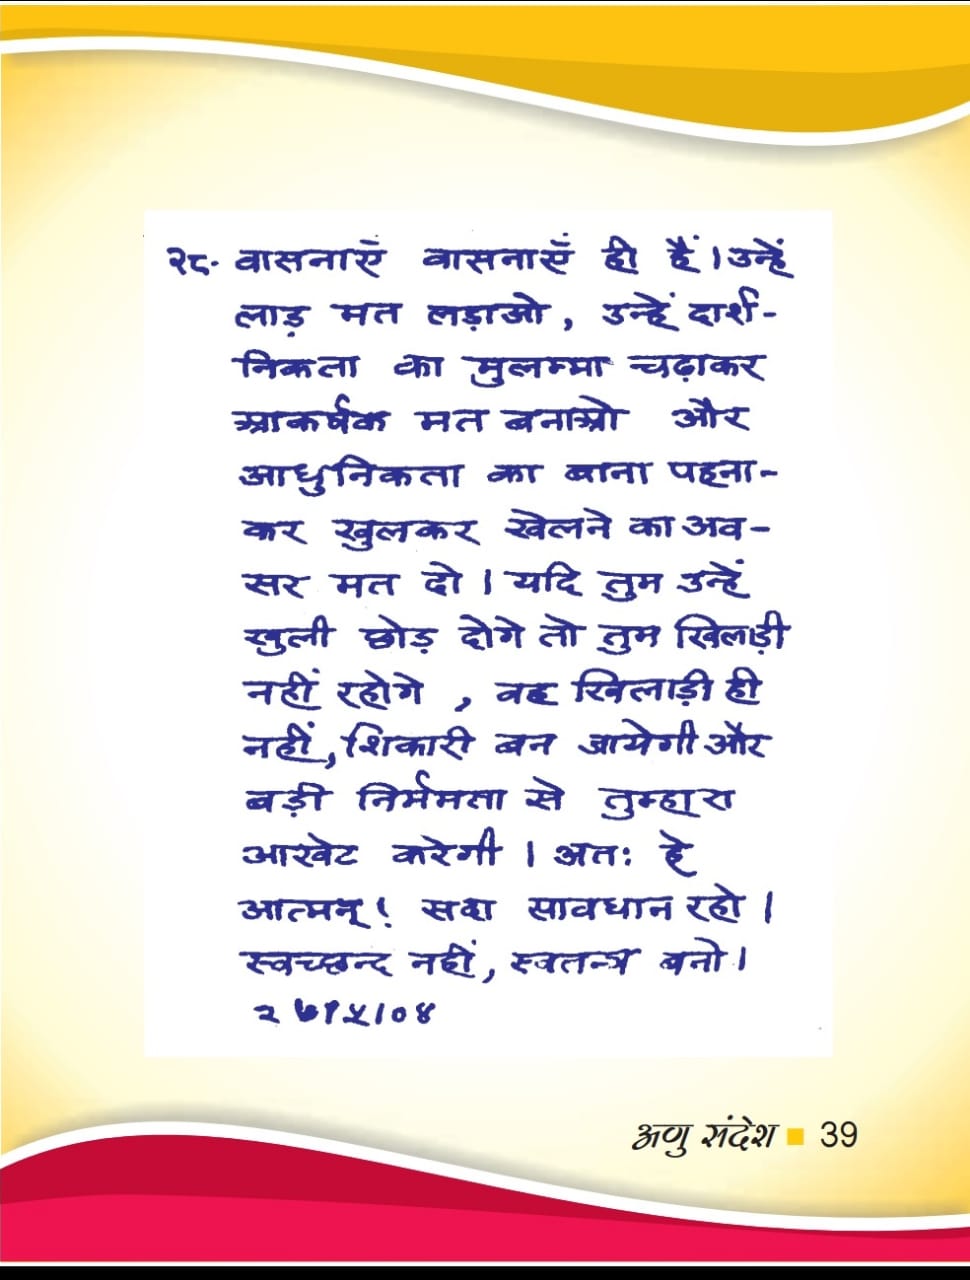 २८. वासनाएँ वासनाएँ ही हैं । उन्हें
लाड़ मत लड़ाओ, उन्हें दार्श-
निकता का मुलम्मा चढ़ाकर
आकर्षक मत बनाओ और
आधुनिकता का बाना पहना-
कर खुलकर खेलने का अव-
सर मत दो । यदि तुम उन्हें
खुली छोड़ दोगे तो तुम खिलाड़ी
नहीं रहोगे , वह खिलाड़ी ही
नहीं, शिकारी बन जायेगी और
बड़ी निर्ममता से तुम्हारा
आखेट करेगी । अतः हे
आत्मन् ! सदा सावधान रहो ।
स्वच्छन्द नहीं, स्वतन्त्र बनो ।
२७।५।०४
अणु संदेश ■ 39